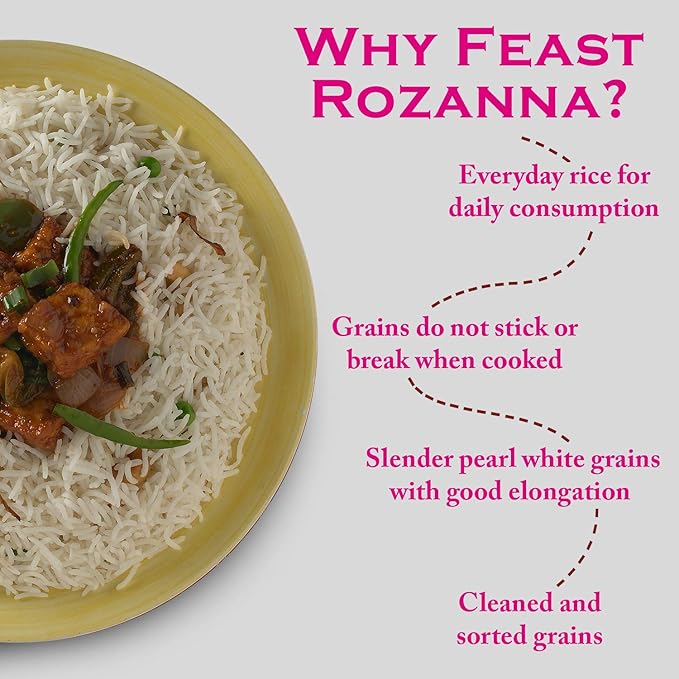 WHY FEAST
ROZANNA?
Everyday rice for
daily consumption
Grains do not stick or
break when cooked
Slender pearl white grains
with good elongation
Cleaned and
sorted grains